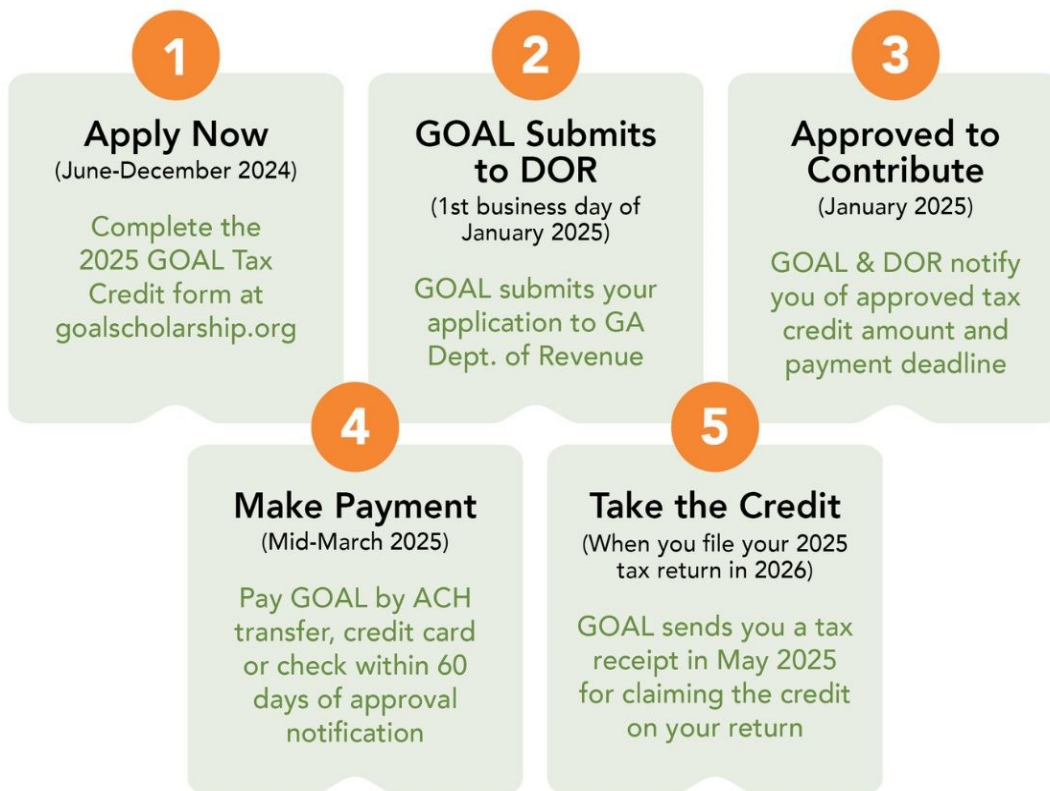 1
Apply Now
(June-December 2024)
Complete the
2025 GOAL Tax
Credit form at
goalscholarship.org
2
GOAL Submits
to DOR
(1st business day of
January 2025)
GOAL submits your
application to GA
Dept. of Revenue
3
Approved to
Contribute
(January 2025)
GOAL & DOR notify
you of approved tax
credit amount and
payment deadline
4
Make Payment
(Mid-March 2025)
Pay GOAL by ACH
transfer, credit card
or check within 60
days of approval
notification
5
Take the Credit
(When you file your 2025
tax return in 2026)
GOAL sends you a tax
receipt in May 2025
for claiming the credit
on your return